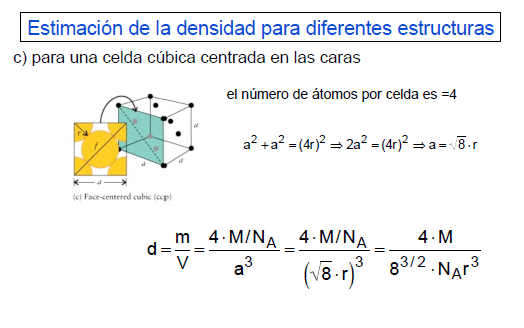 Estimación de la densidad para diferentes estructuras
c) para una celda cúbica centrada en las caras
el número de átomos por celda es =4
a² + a² = (4r)² ⇒ 2a² = (4r)² ⇒ a = √8 · r
r
f
a
a
a
a
(c) Face-centered cubic (ccp)
d = m/V = (4 · M/N_A)/a³ = (4 · M/N_A)/(√8 · r)³ = (4 · M)/(8^{3/2} · N_A r³)